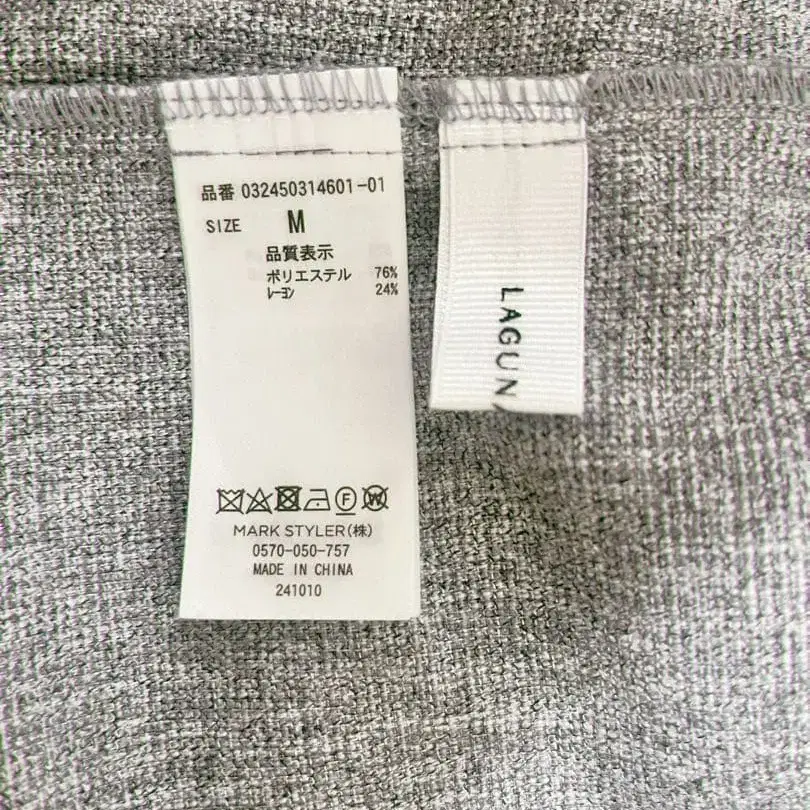 品番 032450314601-01
SIZE M
品質表示
ポリエステル 76%
ﾚｰﾖﾝ 24%
F W
MARK STYLER(株)
0570-050-757
MADE IN CHINA
241010
LAGUN